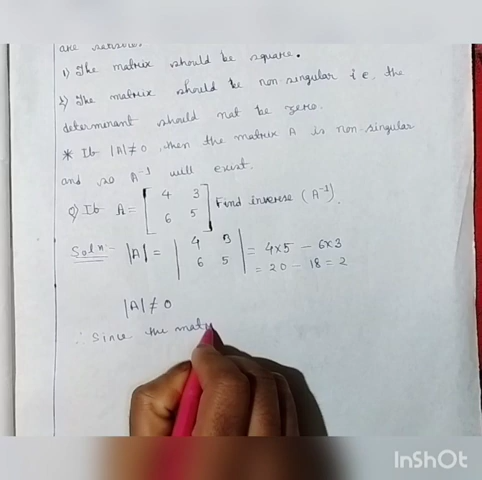 are
1) The matrix should be square.
2) The matrix should be non-singular i.e, the
determinant should not be zero.
* If |A|≠0, then the matrix A is non-singular
and so A⁻¹ will exist.
Q) If A = [4 3
6 5] Find inverse (A⁻¹).
Solⁿ- |A| = |4 3
6 5| = 4×5 - 6×3
= 20 - 18 = 2
|A| ≠ 0
∴ Since the mat
InShOt